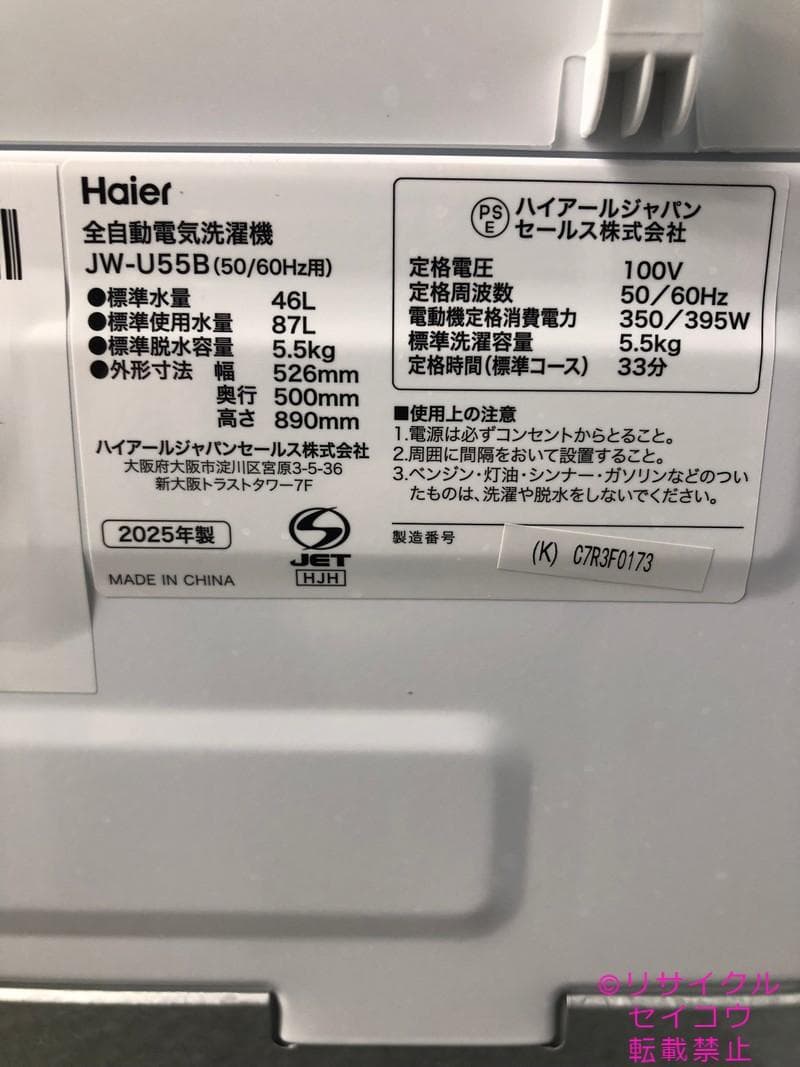 Haier
全自動電気洗濯機
JW-U55B(50/60Hz用)
●標準水量 46L
●標準使用水量 87L
●標準脱水容量 5.5kg
●外形寸法 幅 526mm
奥行 500mm
高さ 890mm
ハイアールジャパンセールス株式会社
大阪府大阪市淀川区宮原3-5-36
新大阪トラストタワー7F
2025年製
JET
HJH
MADE IN CHINA
PS
E
ハイアールジャパン
セールス株式会社
定格電圧 100V
定格周波数 50/60Hz
電動機定格消費電力 350/395W
標準洗濯容量 5.5kg
定格時間(標準コース) 33分
■使用上の注意
1.電源は必ずコンセントからとること。
2.周囲に間隔をおいて設置すること。
3.ベンジン・灯油・シンナー・ガソリンなどのつい
たものは、洗濯や脱水をしないでください。
製造番号
(K) C7R3F0173
©リサイクル
セイコウ
転載禁止